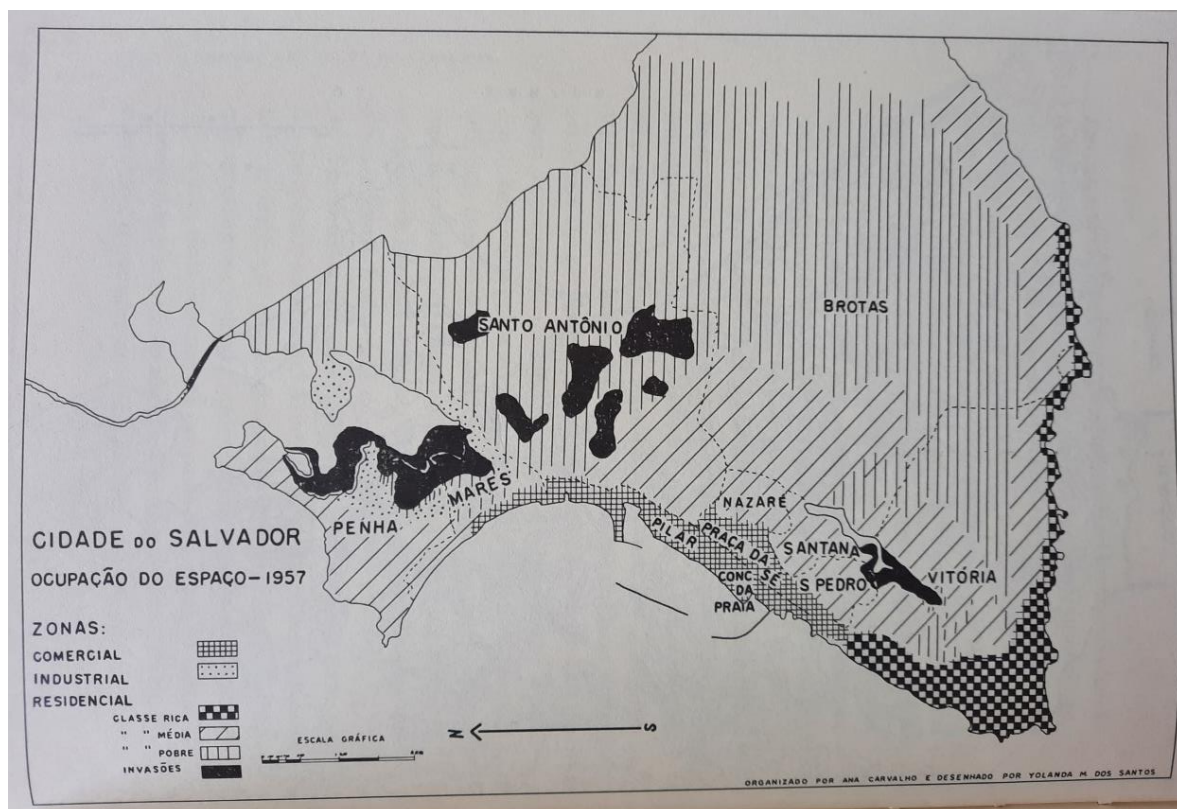 SANTO ANTÔNIO
BROTAS
MARES
PENHA
NAZARÉ
PILAR
PRAÇA DA SÉ
SANTANA
CONC.
DA
PRAIA
S PEDRO
VITÓRIA
CIDADE DO SALVADOR
OCUPAÇÃO DO ESPAÇO-1957
ZONAS:
COMERCIAL
INDUSTRIAL
RESIDENCIAL
CLASSE RICA
" " MÉDIA
" " POBRE
INVASÕES
ESCALA GRÁFICA
N S
ORGANIZADO POR ANA CARVALHO E DESENHADO POR YOLANDA M. DOS SANTOS